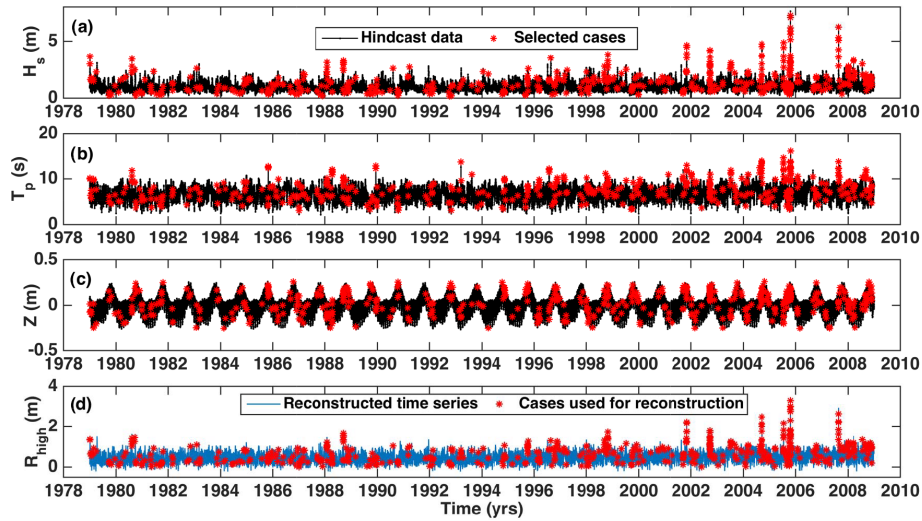 (a)
H_s (m)
5
0
Hindcast data
Selected cases
1978 1980 1982 1984 1986 1988 1990 1992 1994 1996 1998 2000 2002 2004 2006 2008 2010
(b)
T_p (s)
20
10
0
1978 1980 1982 1984 1986 1988 1990 1992 1994 1996 1998 2000 2002 2004 2006 2008 2010
(c)
Z (m)
0.5
0
-0.5
1978 1980 1982 1984 1986 1988 1990 1992 1994 1996 1998 2000 2002 2004 2006 2008 2010
(d)
R_high (m)
4
2
0
Reconstructed time series
Cases used for reconstruction
1978 1980 1982 1984 1986 1988 1990 1992 1994 1996 1998 2000 2002 2004 2006 2008 2010
Time (yrs)